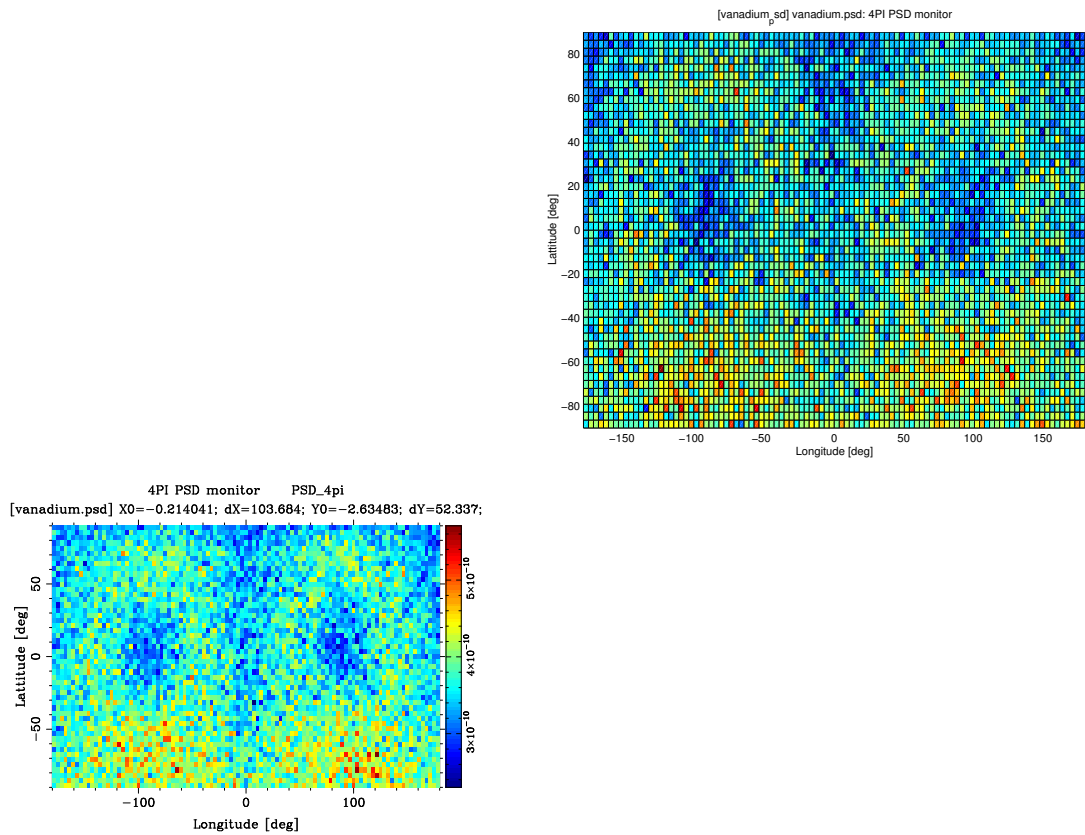 [vanadium_psd] vanadium.psd: 4PI PSD monitor
80
60
40
20
0
−20
−40
−60
−80
Lattitude [deg]
−150 −100 −50 0 50 100 150
Longitude [deg]
4PI PSD monitor PSD_4pi
[vanadium.psd] X0=−0.214041; dX=103.684; Y0=−2.63483; dY=52.337;
50
0
−50
Lattitude [deg]
−100 0 100
Longitude [deg]
5×10−10
4×10−10
3×10−10